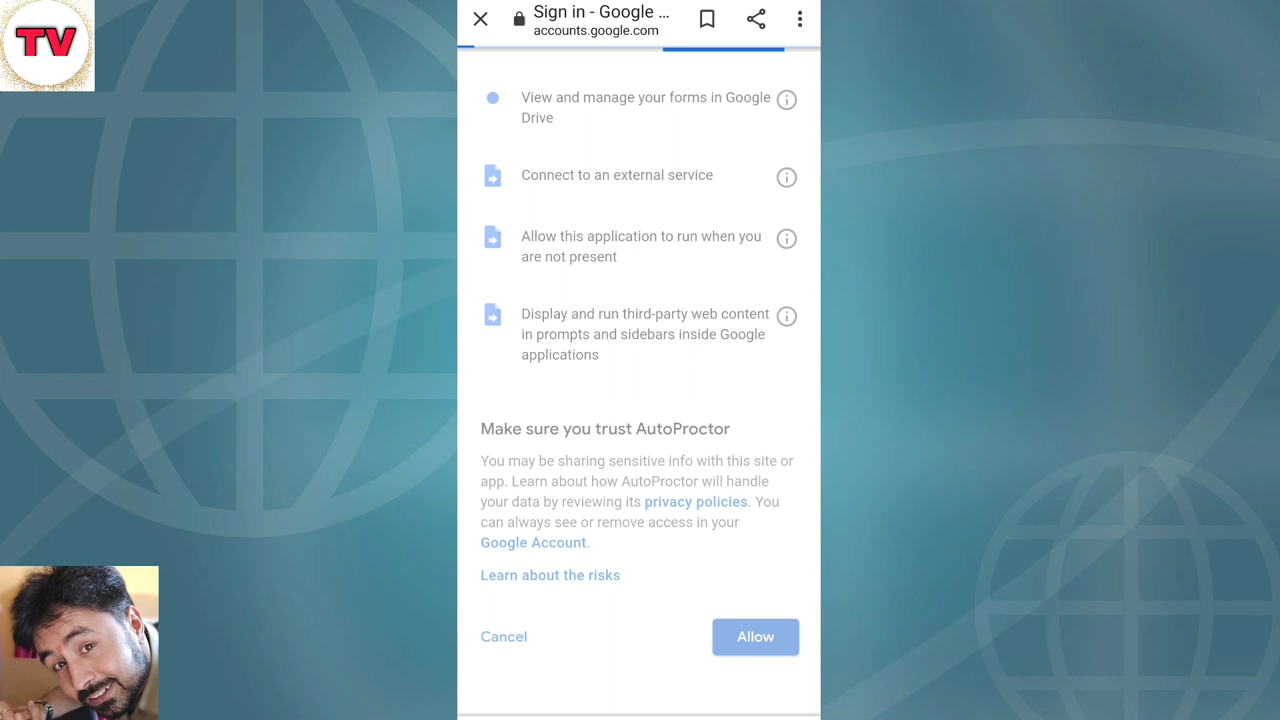 TV
Sign in - Google ...
accounts.google.com
View and manage your forms in Google
Drive
Connect to an external service
Allow this application to run when you
are not present
Display and run third-party web content
in prompts and sidebars inside Google
applications
Make sure you trust AutoProctor
You may be sharing sensitive info with this site or
app. Learn about how AutoProctor will handle
your data by reviewing its privacy policies. You
can always see or remove access in your
Google Account.
Learn about the risks
Cancel
Allow